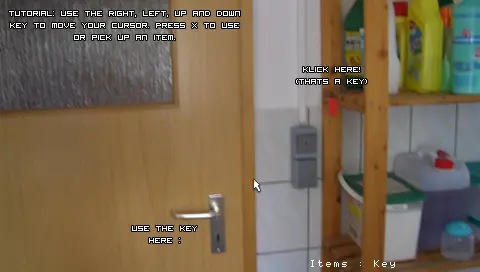 TUTORIAL: USE THE RIGHT, LEFT, UP AND DOWN
KEY TO MOVE YOUR CURSOR. PRESS X TO USE
OR PICK UP AN ITEM.
KLICK HERE!
(THATS A KEY)
USE THE KEY
HERE :
Items : Key